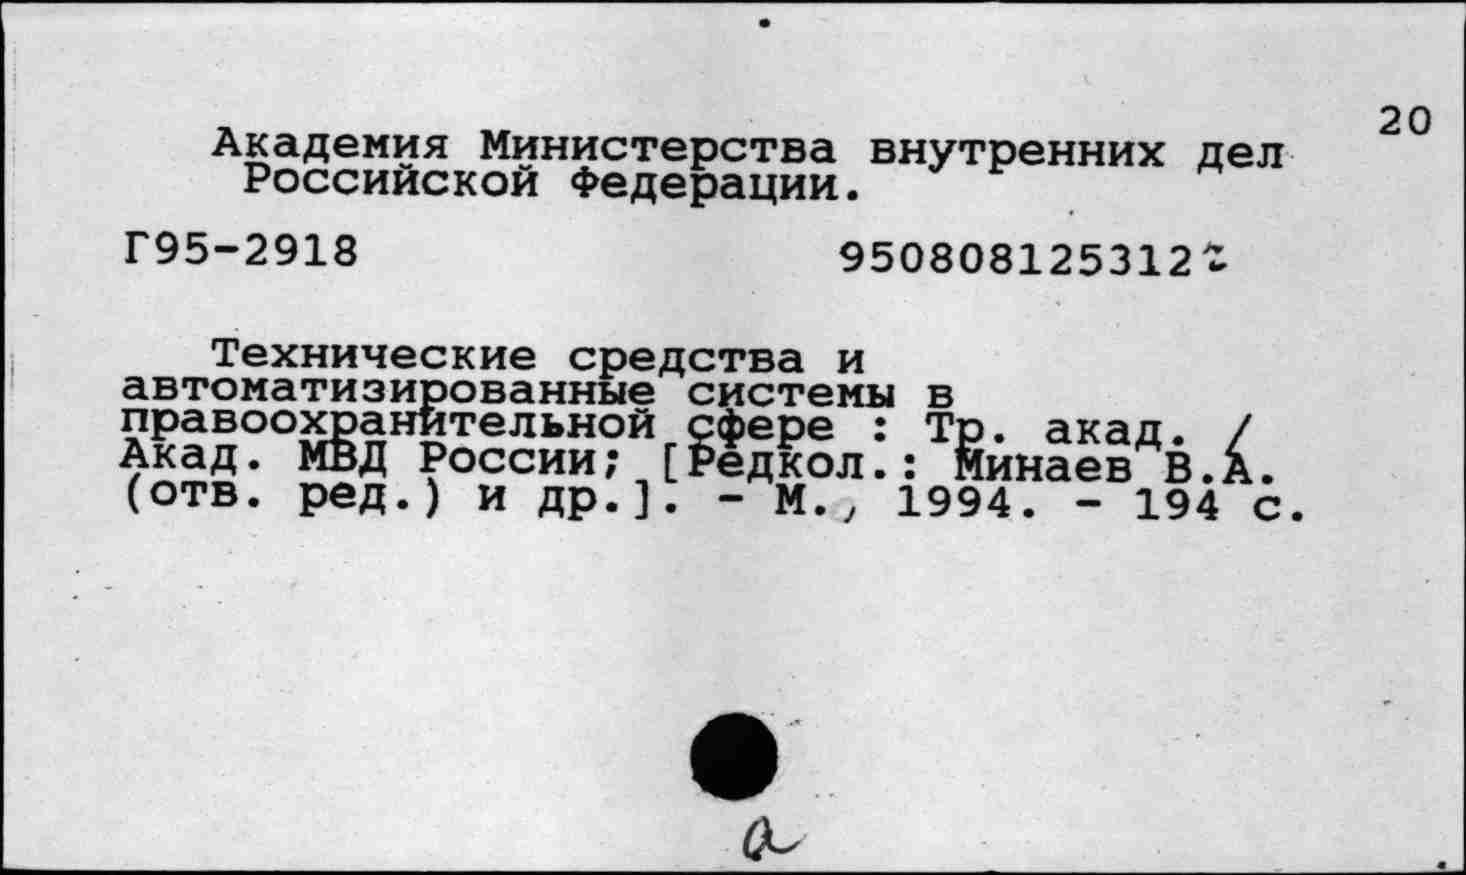 20
Академия Министерства внутренних дел
Российской Федерации.
Г95-2918
950808125312
Технические средства и
автоматизированные системы в
правоохранительной сфере : Тр. акад. /
Акад. МВД России; [Редкол.: Минаев В.А.
(отв. ред.) и др.]. - М., 1994. - 194 с.
а